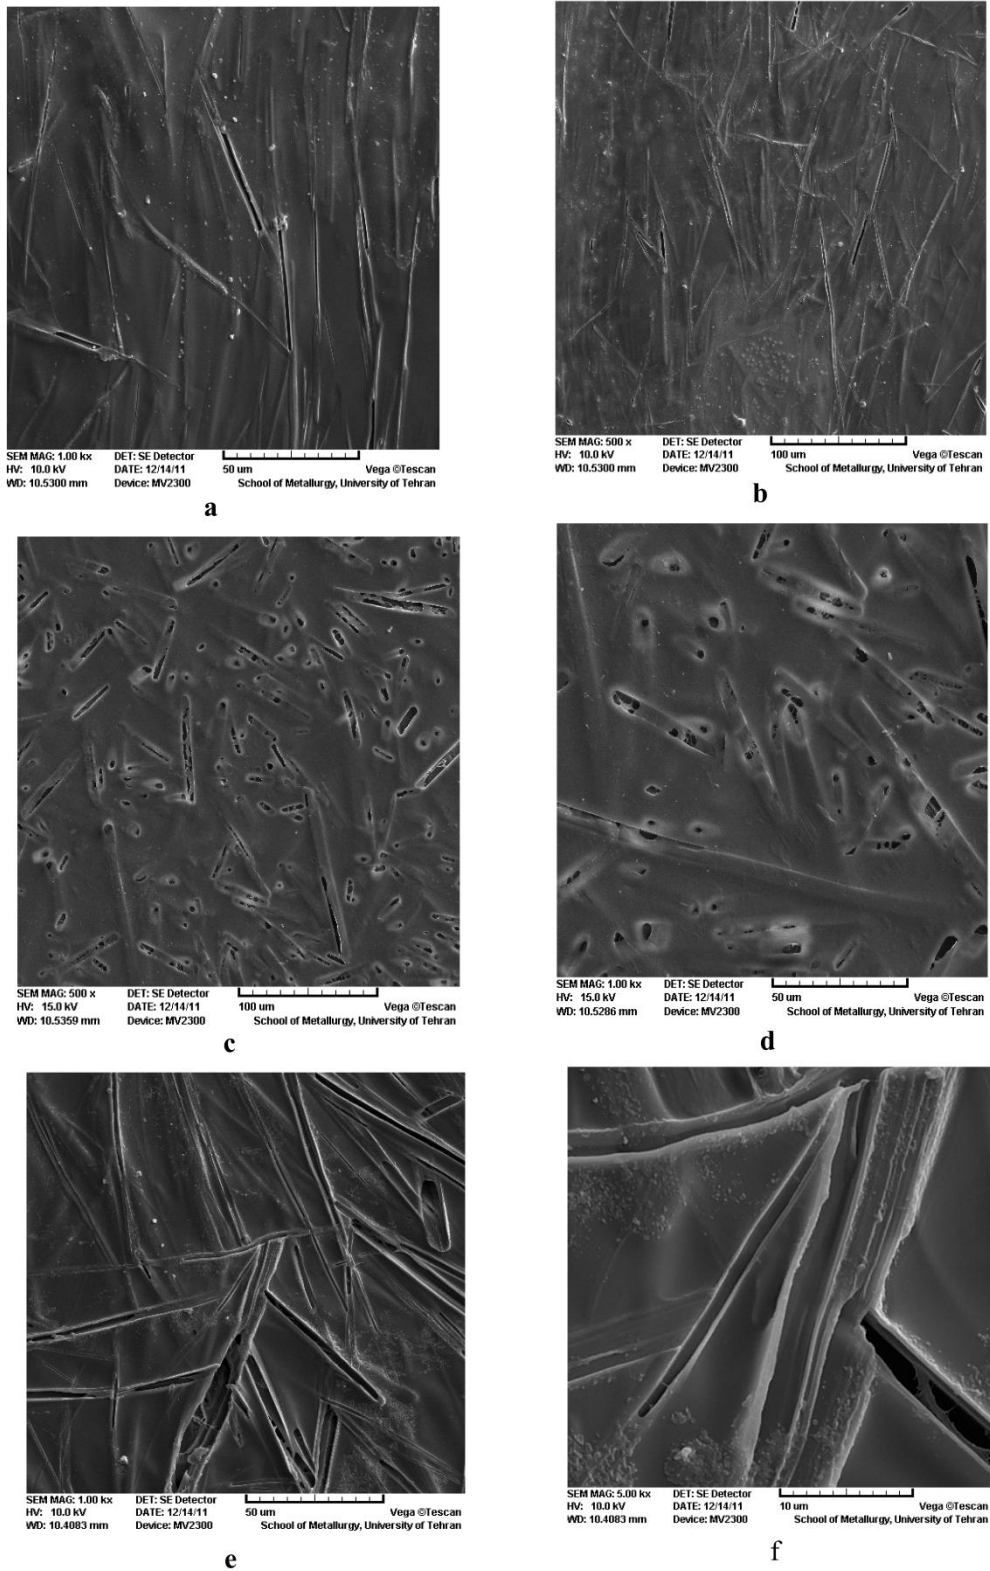 SEM MAG: 1.00 kx DET: SE Detector
HV: 10.0 kV DATE: 12/14/11 50 um Vega ©Tescan
WD: 10.5300 mm Device: MV2300 School of Metallurgy, University of Tehran
a
SEM MAG: 500 x DET: SE Detector
HV: 10.0 kV DATE: 12/14/11 100 um Vega ©Tescan
WD: 10.5300 mm Device: MV2300 School of Metallurgy, University of Tehran
b
SEM MAG: 500 x DET: SE Detector
HV: 15.0 kV DATE: 12/14/11 100 um Vega ©Tescan
WD: 10.5359 mm Device: MV2300 School of Metallurgy, University of Tehran
c
SEM MAG: 1.00 kx DET: SE Detector
HV: 15.0 kV DATE: 12/14/11 50 um Vega ©Tescan
WD: 10.5286 mm Device: MV2300 School of Metallurgy, University of Tehran
d
SEM MAG: 1.00 kx DET: SE Detector
HV: 10.0 kV DATE: 12/14/11 50 um Vega ©Tescan
WD: 10.4083 mm Device: MV2300 School of Metallurgy, University of Tehran
e
SEM MAG: 5.00 kx DET: SE Detector
HV: 10.0 kV DATE: 12/14/11 10 um Vega ©Tescan
WD: 10.4083 mm Device: MV2300 School of Metallurgy, University of Tehran
f